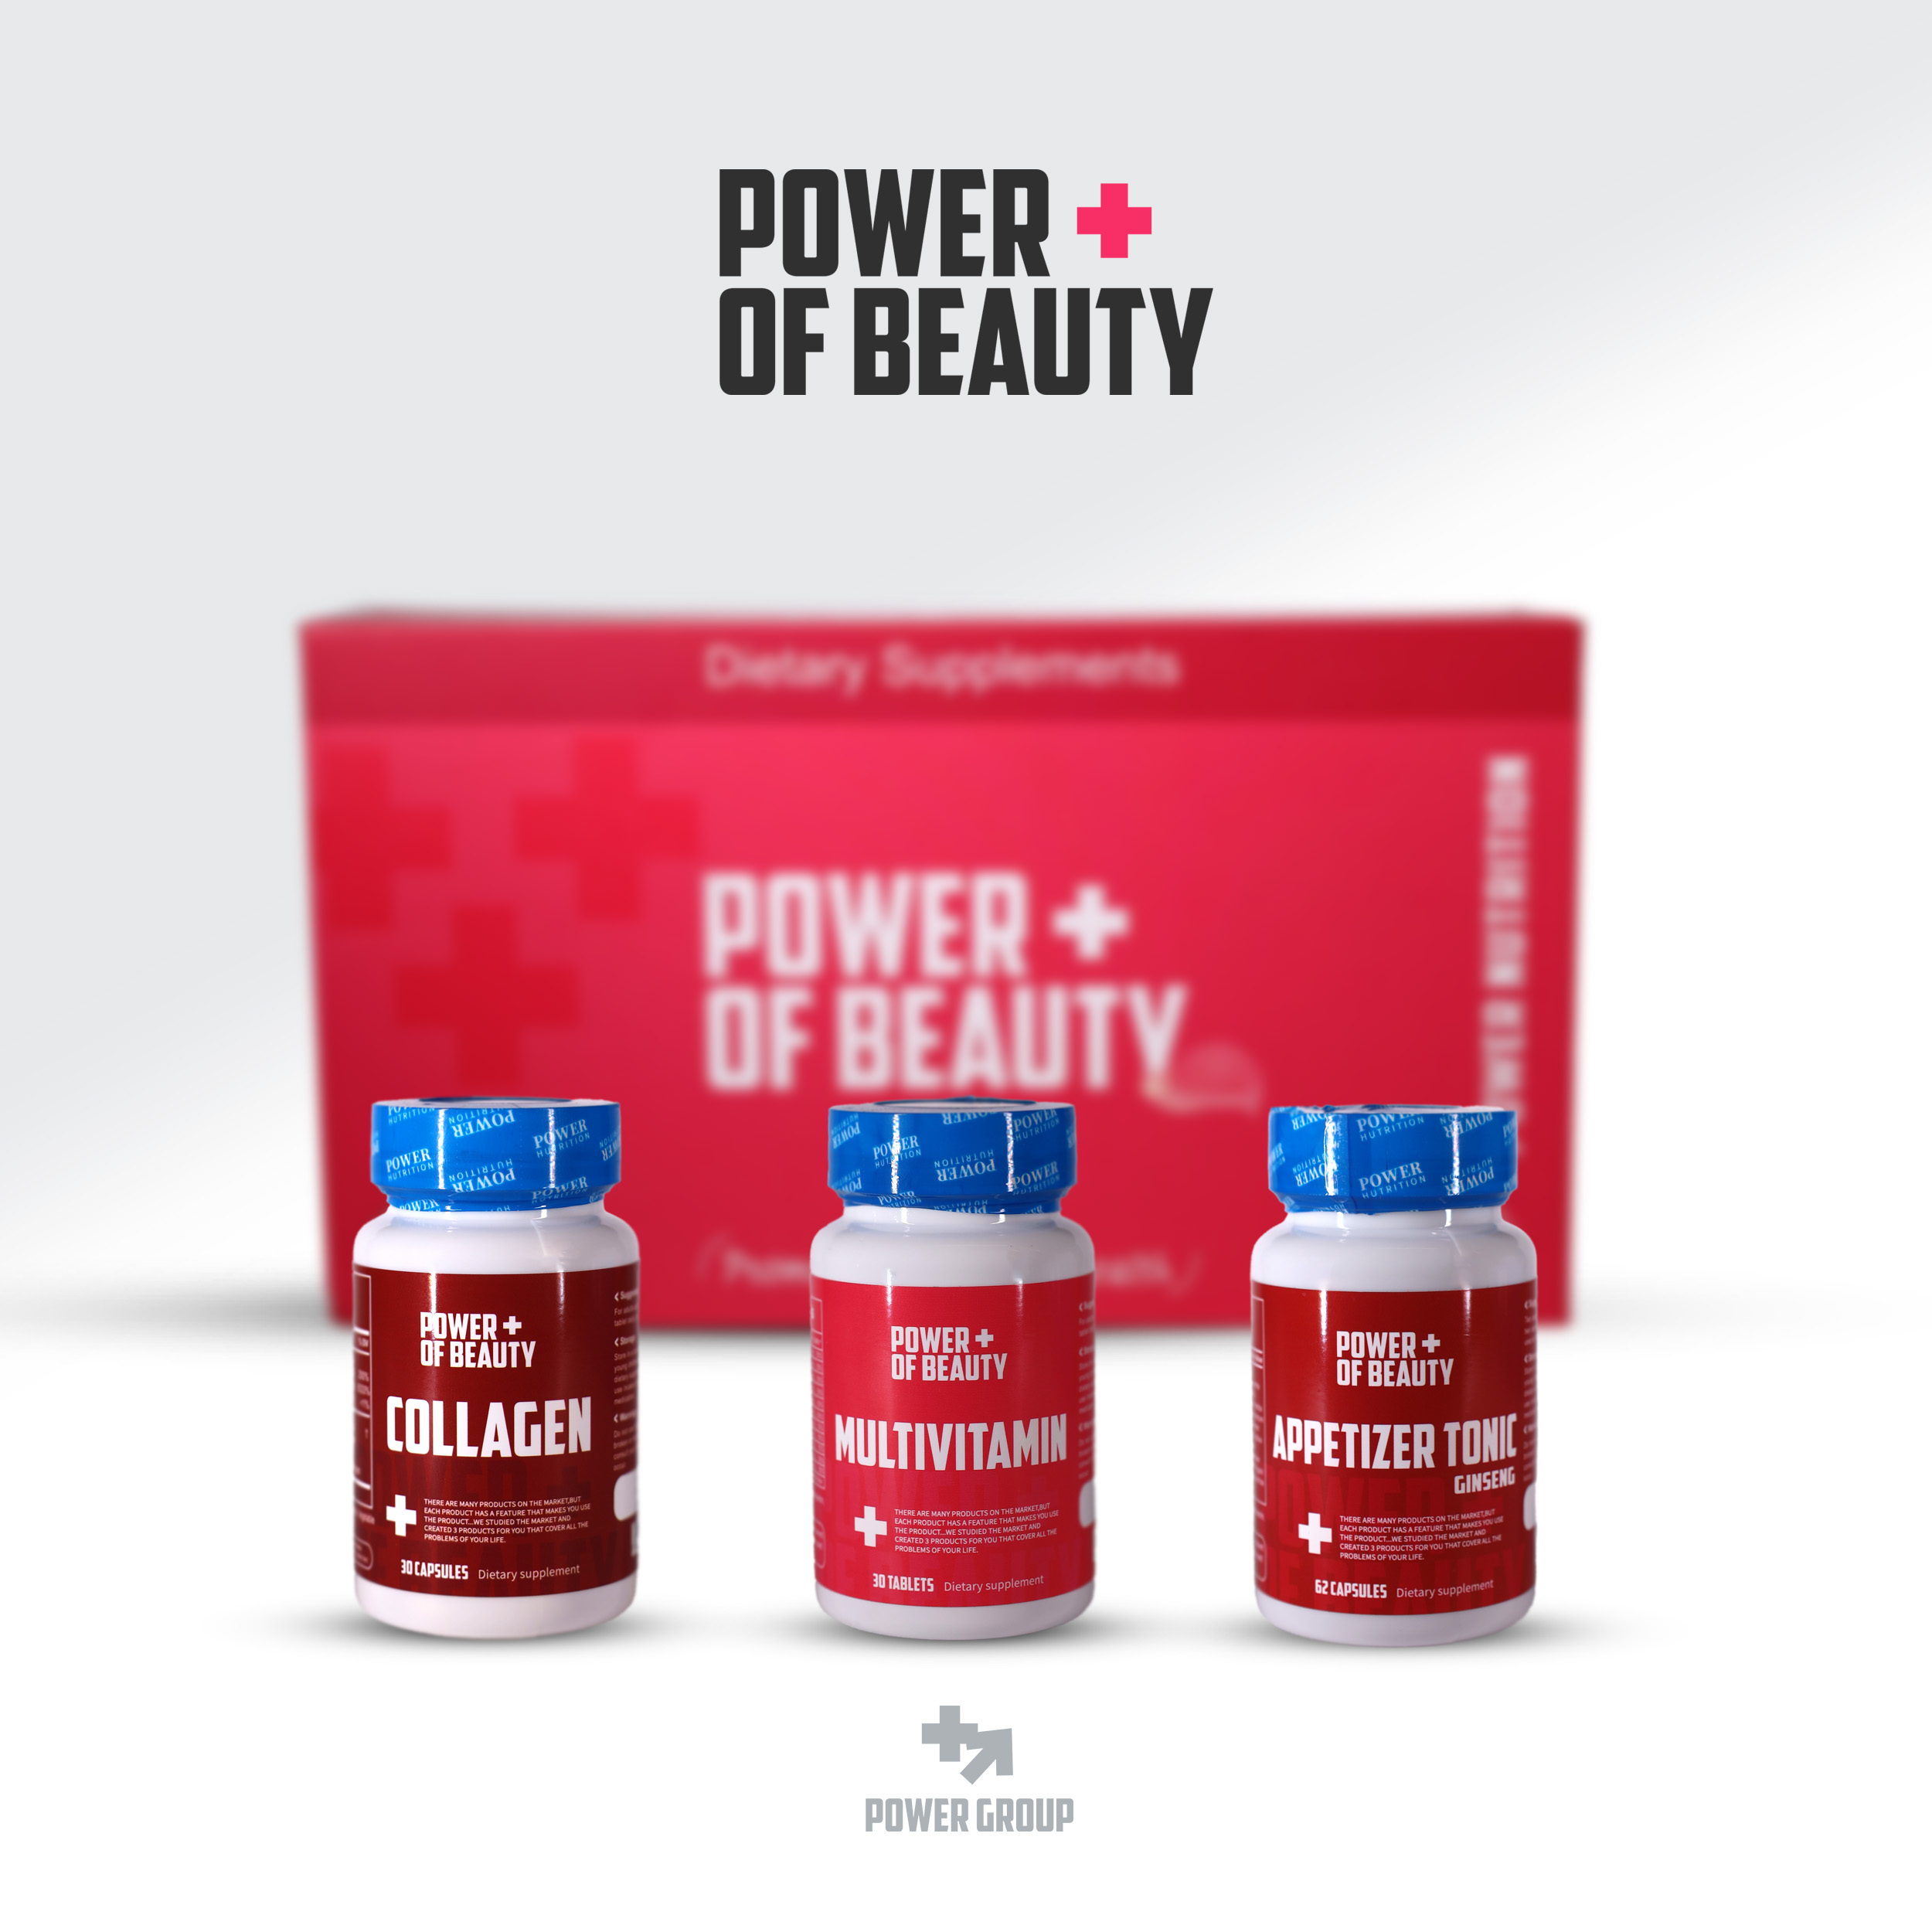 POWER +
OF BEAUTY
Dietary Supplements
POWER +
OF BEAUTY
POWER NUTRITION
POWER NUTRITION
POWER +
OF BEAUTY
COLLAGEN
THERE ARE MANY PRODUCTS ON THE MARKET,BUT
EACH PRODUCT HAS A FEATURE THAT MAKES YOU USE
THE PRODUCT...WE STUDIED THE MARKET AND
CREATED 3 PRODUCTS FOR YOU THAT COVER ALL THE
PROBLEMS OF YOUR LIFE.
30 CAPSULES Dietary supplement
POWER NUTRITION
POWER +
OF BEAUTY
MULTIVITAMIN
THERE ARE MANY PRODUCTS ON THE MARKET,BUT
EACH PRODUCT HAS A FEATURE THAT MAKES YOU USE
THE PRODUCT...WE STUDIED THE MARKET AND
CREATED 3 PRODUCTS FOR YOU THAT COVER ALL THE
PROBLEMS OF YOUR LIFE.
30 TABLETS Dietary supplement
POWER NUTRITION
POWER +
OF BEAUTY
APPETIZER TONIC
GINSENG
THERE ARE MANY PRODUCTS ON THE MARKET,BUT
EACH PRODUCT HAS A FEATURE THAT MAKES YOU USE
THE PRODUCT...WE STUDIED THE MARKET AND
CREATED 3 PRODUCTS FOR YOU THAT COVER ALL THE
PROBLEMS OF YOUR LIFE.
62 CAPSULES Dietary supplement
POWER GROUP